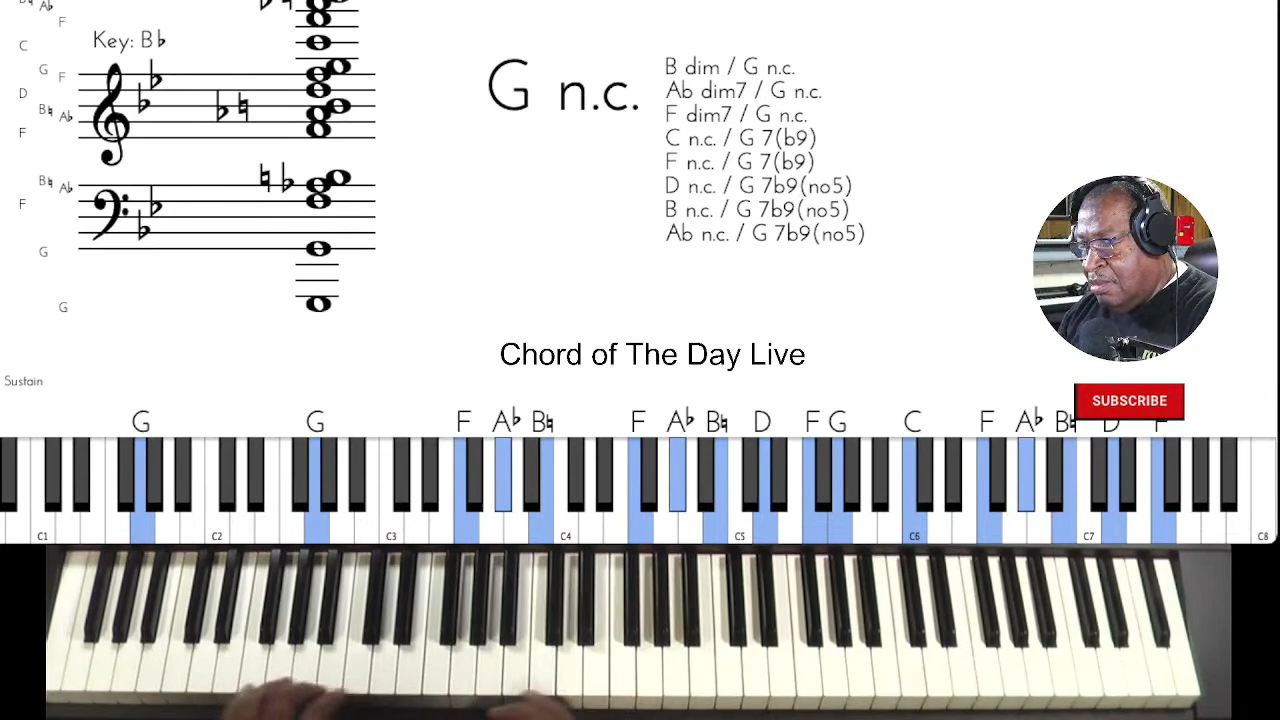 B♮ A♭
F
Key: B♭
C
G F
D
B♮ A♭
F
B♮ A♭
F
G
G
G n.c.
B dim / G n.c.
Ab dim7 / G n.c.
F dim7 / G n.c.
C n.c. / G 7(b9)
F n.c. / G 7(b9)
D n.c. / G 7b9(no5)
B n.c. / G 7b9(no5)
Ab n.c. / G 7b9(no5)
Chord of The Day Live
Sustain
SUBSCRIBE
G G F A♭ B♮ F A♭ B♮ D F G C F A♭ B♮ D F
C1 C2 C3 C4 C5 C6 C7 C8